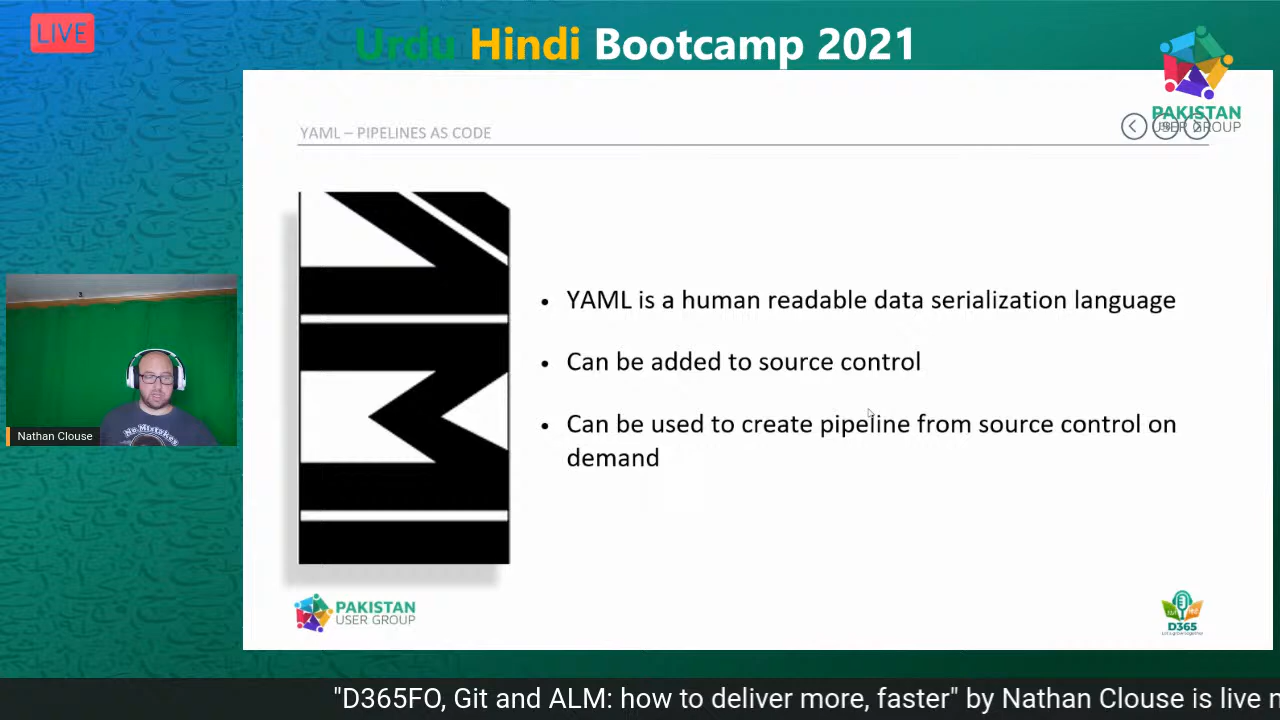 LIVE
Urdu Hindi Bootcamp 2021
PAKISTAN
USER GROUP
YAML – PIPELINES AS CODE
• YAML is a human readable data serialization language
• Can be added to source control
• Can be used to create pipeline from source control on
demand
No Mistakes
Nathan Clouse
PAKISTAN
USER GROUP
D365
"D365FO, Git and ALM: how to deliver more, faster" by Nathan Clouse is live